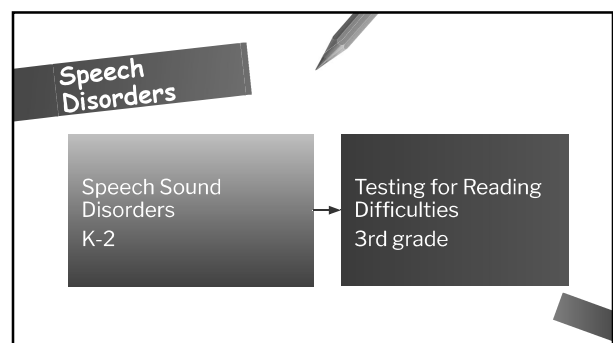 Speech
Disorders
Speech Sound
Disorders
K-2
Testing for Reading
Difficulties
3rd grade